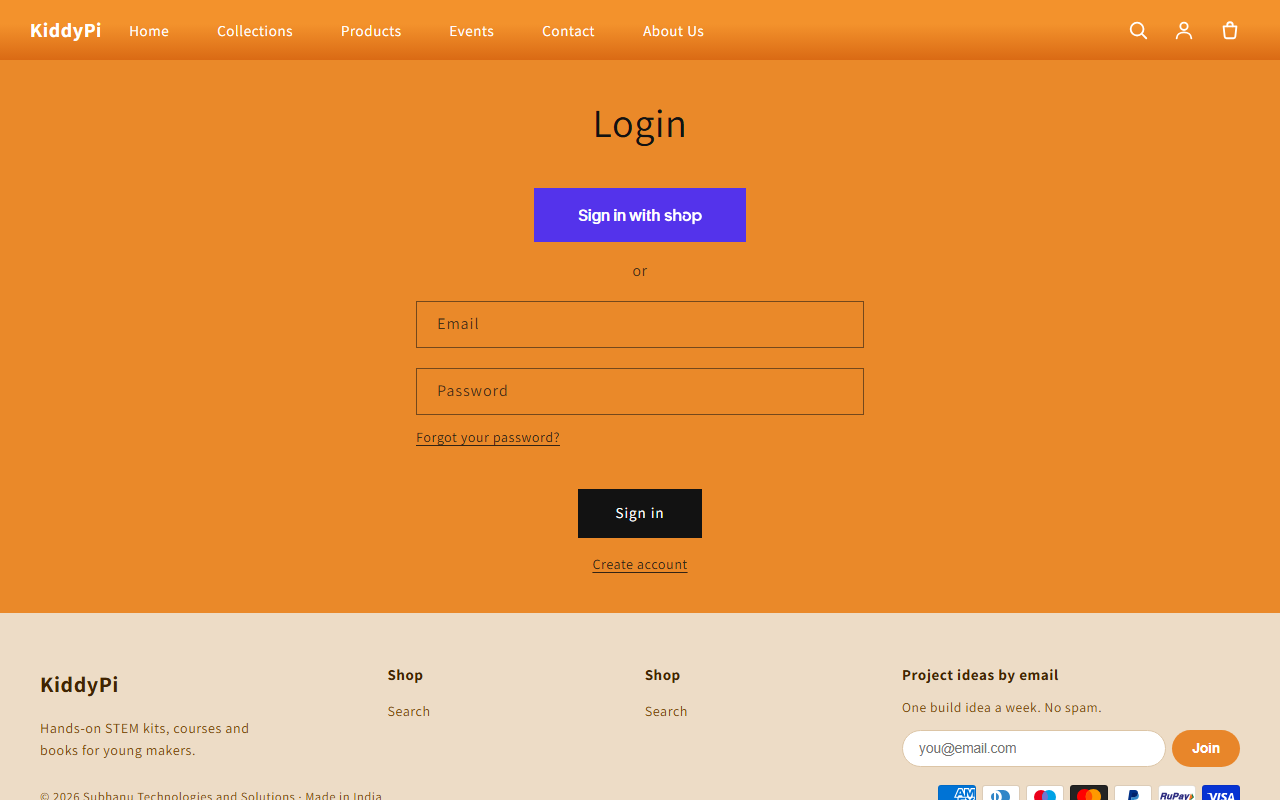 KiddyPi Home Collections Products Events Contact About Us
Login
Sign in with shop
or
Email
Password
Forgot your password?
Sign in
Create account
KiddyPi
Hands-on STEM kits, courses and
books for young makers.
Shop
Search
Shop
Search
Project ideas by email
One build idea a week. No spam.
you@email.com Join
© 2026 Subhanu Technologies and Solutions · Made in India
AM RuPay VISA